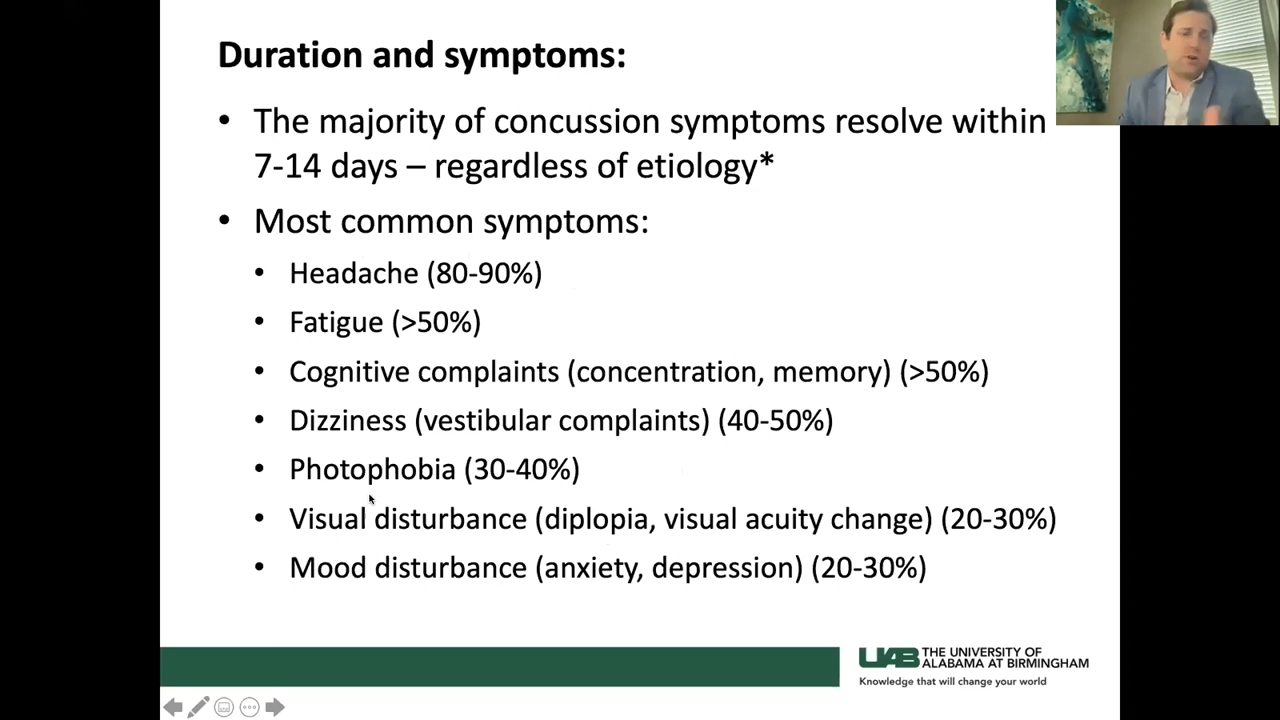 Duration and symptoms:
• The majority of concussion symptoms resolve within
7-14 days – regardless of etiology*
• Most common symptoms:
• Headache (80-90%)
• Fatigue (>50%)
• Cognitive complaints (concentration, memory) (>50%)
• Dizziness (vestibular complaints) (40-50%)
• Photophobia (30-40%)
• Visual disturbance (diplopia, visual acuity change) (20-30%)
• Mood disturbance (anxiety, depression) (20-30%)
UAB THE UNIVERSITY OF
ALABAMA AT BIRMINGHAM
Knowledge that will change your world